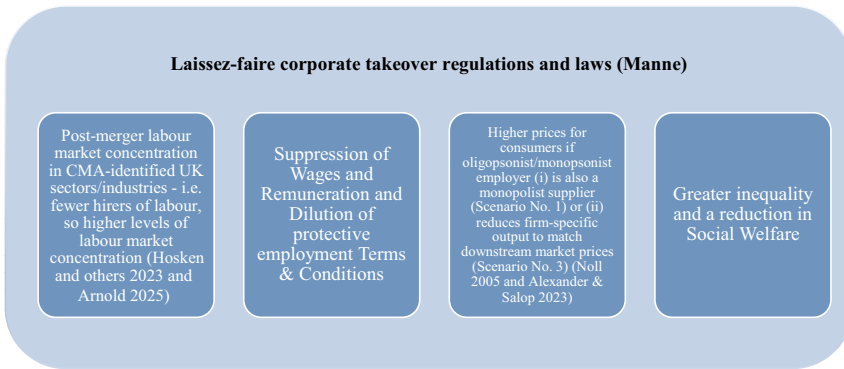 Laissez-faire corporate takeover regulations and laws (Manne)
Post-merger labour
market concentration
in CMA-identified UK
sectors/industries - i.e.
fewer hirers of labour,
so higher levels of
labour market
concentration (Hosken
and others 2023 and
Arnold 2025)
Suppression of
Wages and
Remuneration and
Dilution of
protective
employment Terms
& Conditions
Higher prices for
consumers if
oligopsonist/monopsonist
employer (i) is also a
monopolist supplier
(Scenario No. 1) or (ii)
reduces firm-specific
output to match
downstream market prices
(Scenario No. 3) (Noll
2005 and Alexander &
Salop 2023)
Greater inequality
and a reduction in
Social Welfare